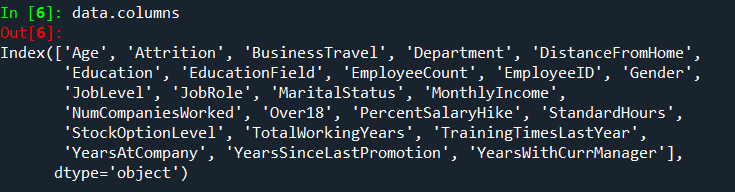 In [6]: data.columns
Out[6]:
Index(['Age', 'Attrition', 'BusinessTravel', 'Department', 'DistanceFromHome',
'Education', 'EducationField', 'EmployeeCount', 'EmployeeID', 'Gender',
'JobLevel', 'JobRole', 'MaritalStatus', 'MonthlyIncome',
'NumCompaniesWorked', 'Over18', 'PercentSalaryHike', 'StandardHours',
'StockOptionLevel', 'TotalWorkingYears', 'TrainingTimesLastYear',
'YearsAtCompany', 'YearsSinceLastPromotion', 'YearsWithCurrManager'],
dtype='object')